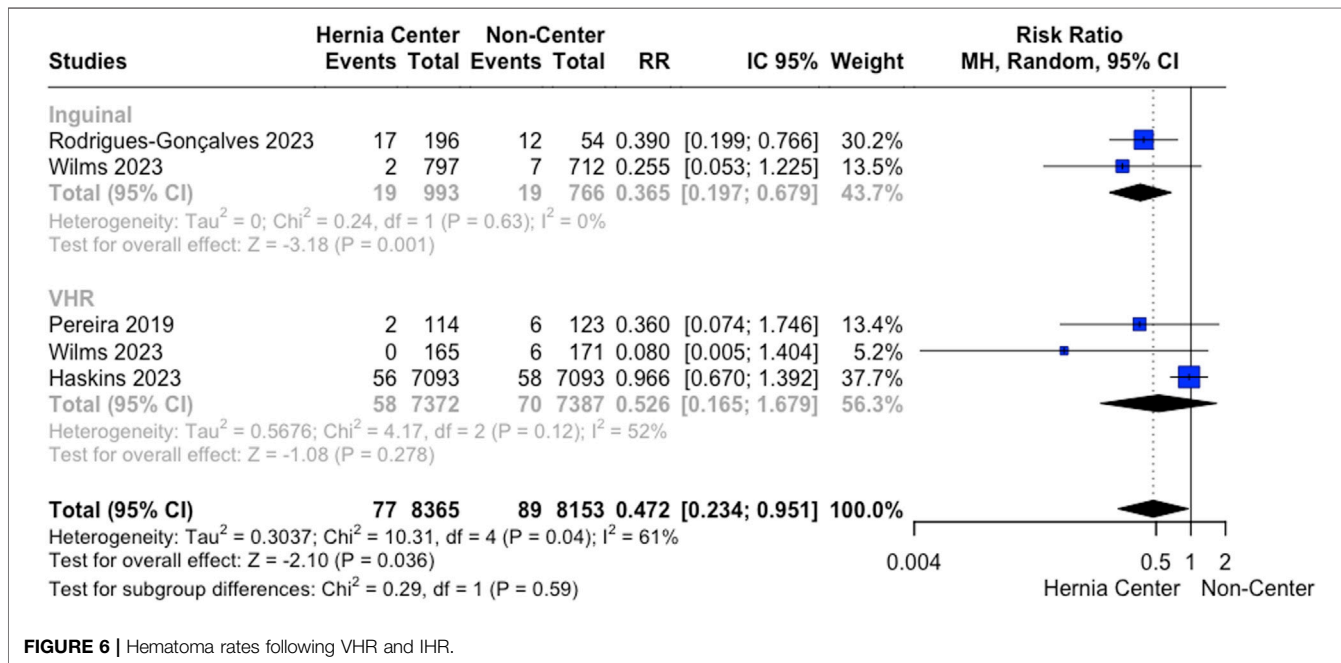 Hernia Center Non-Center Risk Ratio
Studies Events Total Events Total RR IC 95% Weight MH, Random, 95% CI
Inguinal
Rodrigues-Gonçalves 2023 17 196 12 54 0.390 [0.199; 0.766] 30.2%
Wilms 2023 2 797 7 712 0.255 [0.053; 1.225] 13.5%
Total (95% CI) 19 993 19 766 0.365 [0.197; 0.679] 43.7%
Heterogeneity: Tau² = 0; Chi² = 0.24, df = 1 (P = 0.63); I² = 0%
Test for overall effect: Z = -3.18 (P = 0.001)
VHR
Pereira 2019 2 114 6 123 0.360 [0.074; 1.746] 13.4%
Wilms 2023 0 165 6 171 0.080 [0.005; 1.404] 5.2%
Haskins 2023 56 7093 58 7093 0.966 [0.670; 1.392] 37.7%
Total (95% CI) 58 7372 70 7387 0.526 [0.165; 1.679] 56.3%
Heterogeneity: Tau² = 0.5676; Chi² = 4.17, df = 2 (P = 0.12); I² = 52%
Test for overall effect: Z = -1.08 (P = 0.278)
Total (95% CI) 77 8365 89 8153 0.472 [0.234; 0.951] 100.0%
Heterogeneity: Tau² = 0.3037; Chi² = 10.31, df = 4 (P = 0.04); I² = 61%
Test for overall effect: Z = -2.10 (P = 0.036) 0.004 0.5 1 2
Test for subgroup differences: Chi² = 0.29, df = 1 (P = 0.59) Hernia Center Non-Center
FIGURE 6 | Hematoma rates following VHR and IHR.